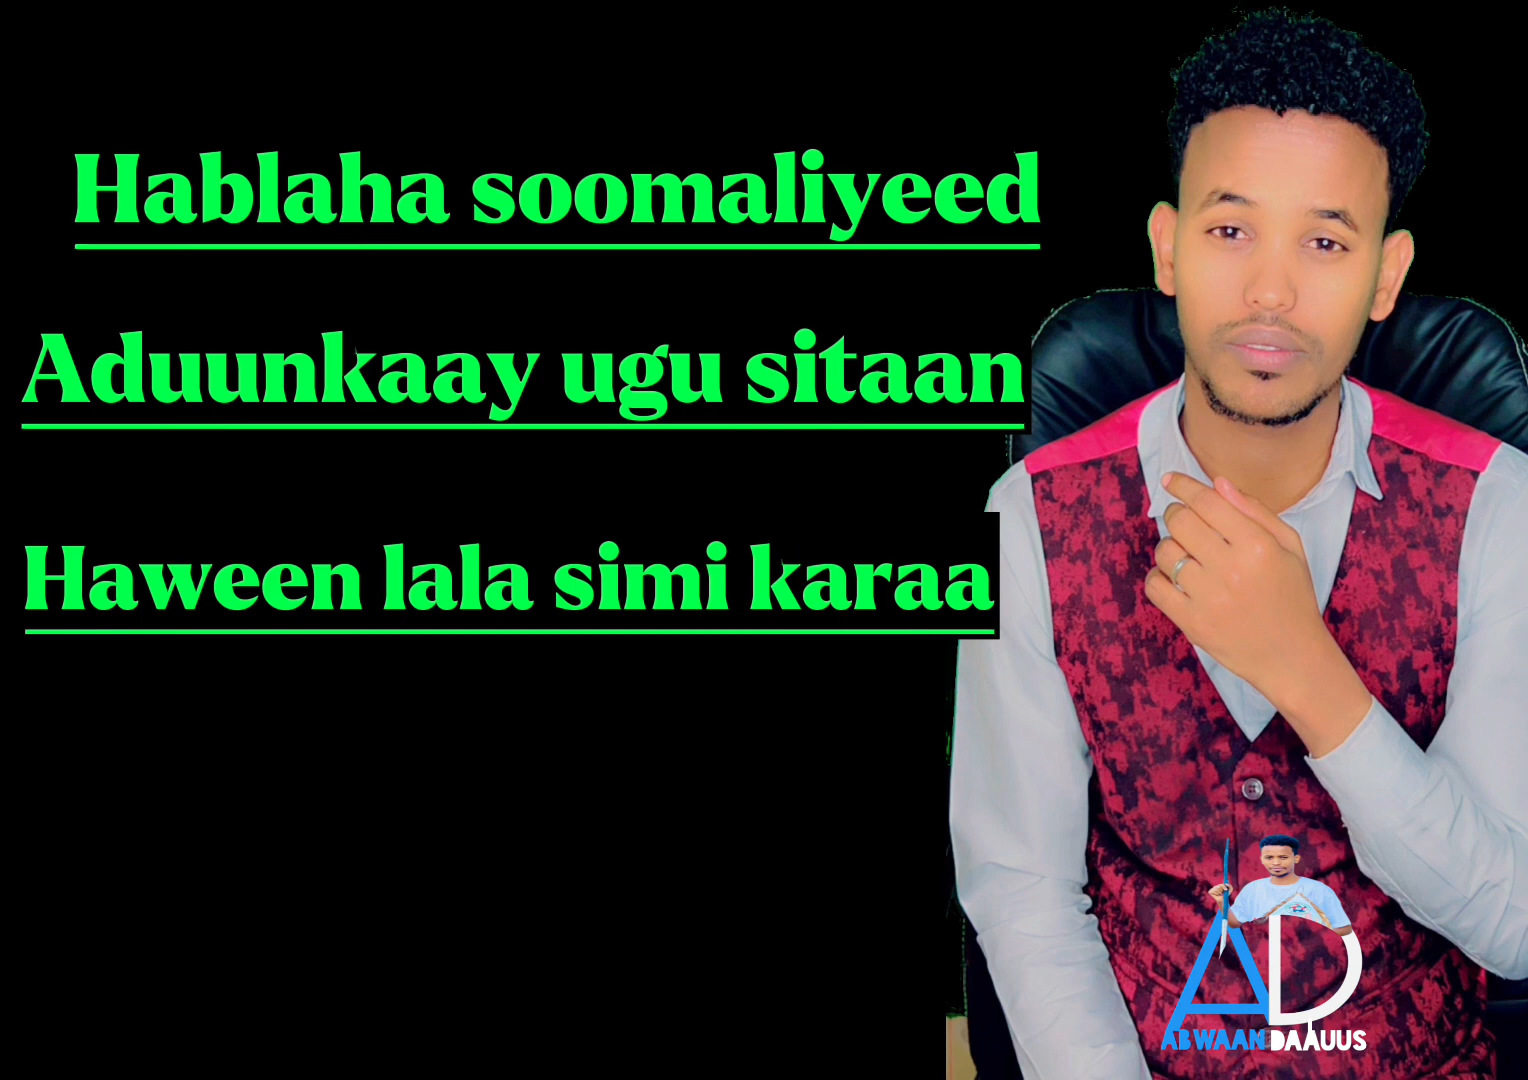 Hablaha soomaliyeed
Aduunkaay ugu sitaan
Haween lala simi karaa
AD
ABWAAN DAAUUS